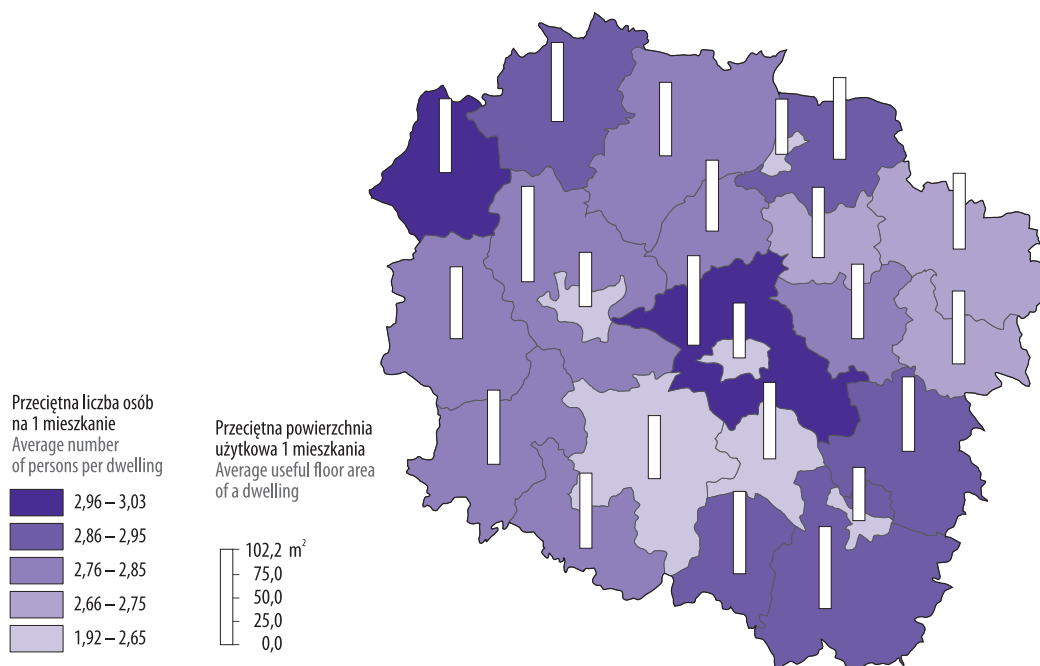 Przeciętna liczba osób
na 1 mieszkanie
Average number
of persons per dwelling
2,96 – 3,03
2,86 – 2,95
2,76 – 2,85
2,66 – 2,75
1,92 – 2,65
Przeciętna powierzchnia
użytkowa 1 mieszkania
Average useful floor area
of a dwelling
102,2 m²
75,0
50,0
25,0
0,0